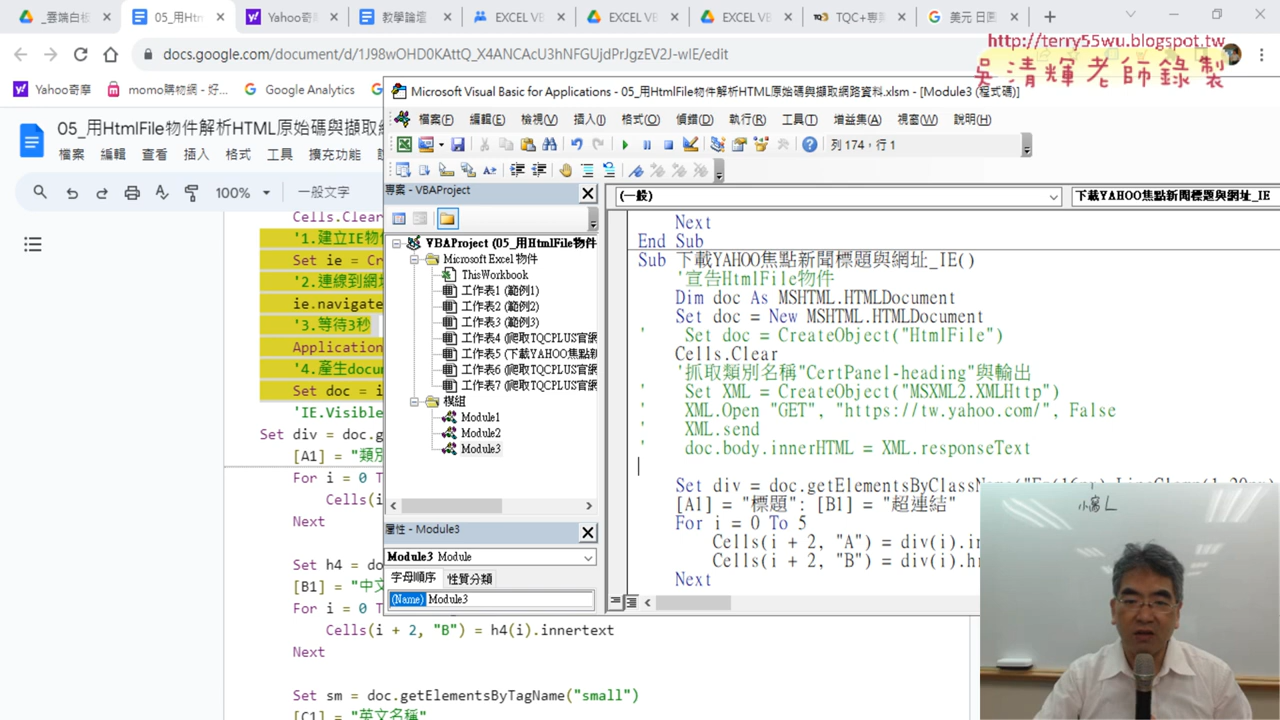 _雲端白板
05_用Htm
Yahoo奇摩
教學論壇
EXCEL VB
EXCEL VB
EXCEL VB
TQC+專
美元 日圓
docs.google.com/document/d/1J98wOHD0KAttQ_X4ANCAcU3hNFGUjdPrJgzEV2J-wIE/edit
http://terry55wu.blogspot.tw
吳清輝老師錄製
Yahoo奇摩
momo購物網 - 好...
Google Analytics
05_用HtmlFile物件解析HTML原始碼與擷取網
檔案 編輯 查看 插入 格式 工具 擴充功能
100%
一般文字
Cells.Clear
'1.建立IE物件
Set ie = Cr
'2.連線到網址
ie.navigate
'3.等待3秒
Application
'4.產生docum
Set doc = i
'IE.Visible
Set div = doc.g
[A1] = "類別
For i = 0 T
Cells(i
Next
Set h4 = do
[B1] = "中文
For i = 0 T
Cells(i + 2, "B") = h4(i).innertext
Next
Set sm = doc.getElementsByTagName("small")
[C1] = "英文名稱"
Microsoft Visual Basic for Applications - 05_用HtmlFile物件解析HTML原始碼與擷取網路資料.xlsm - [Module3 (程式碼)]
檔案(F) 編輯(E) 檢視(V) 插入(I) 格式(O) 偵錯(D) 執行(R) 工具(T) 增益集(A) 視窗(W) 說明(H)
列 174，行 1
專案 - VBAProject
VBAProject (05_用HtmlFile物件
Microsoft Excel 物件
ThisWorkbook
工作表1 (範例1)
工作表2 (範例2)
工作表3 (範例3)
工作表4 (爬取TQCPLUS官網
工作表5 (下載YAHOO焦點新
工作表6 (爬取TQCPLUS官網
工作表7 (爬取TQCPLUS官網
模組
Module1
Module2
Module3
屬性 - Module3
Module3 Module
字母順序 性質分類
(Name) Module3
(一般)
下載YAHOO焦點新聞標題與網址_IE
Next
End Sub
Sub 下載YAHOO焦點新聞標題與網址_IE()
'宣告HtmlFile物件
Dim doc As MSHTML.HTMLDocument
Set doc = New MSHTML.HTMLDocument
' Set doc = CreateObject("HtmlFile")
Cells.Clear
'抓取類別名稱"CertPanel-heading"與輸出
' Set XML = CreateObject("MSXML2.XMLHttp")
' XML.Open "GET", "https://tw.yahoo.com/", False
' XML.send
' doc.body.innerHTML = XML.responseText
Set div = doc.getElementsByClassName("Fz(16px) LineClamp(1,20px)
[A1] = "標題": [B1] = "超連結"
For i = 0 To 5
Cells(i + 2, "A") = div(i).in
Cells(i + 2, "B") = div(i).hr
Next